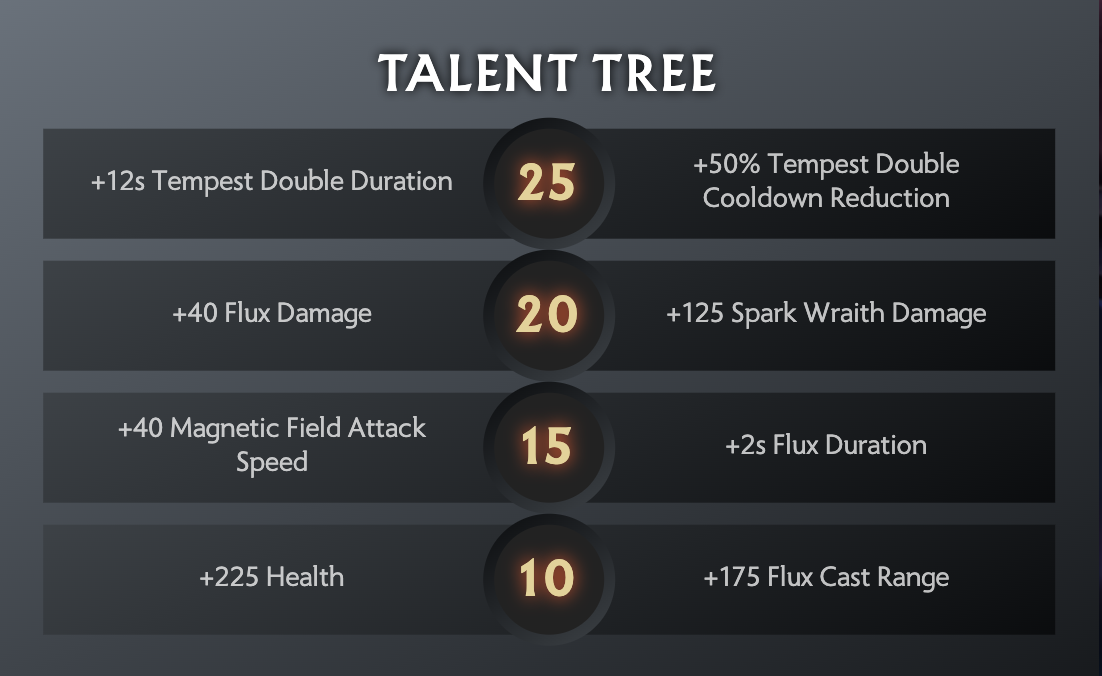 TALENT TREE
+12s Tempest Double Duration
25
+50% Tempest Double
Cooldown Reduction
+40 Flux Damage
20
+125 Spark Wraith Damage
+40 Magnetic Field Attack
Speed
15
+2s Flux Duration
+225 Health
10
+175 Flux Cast Range